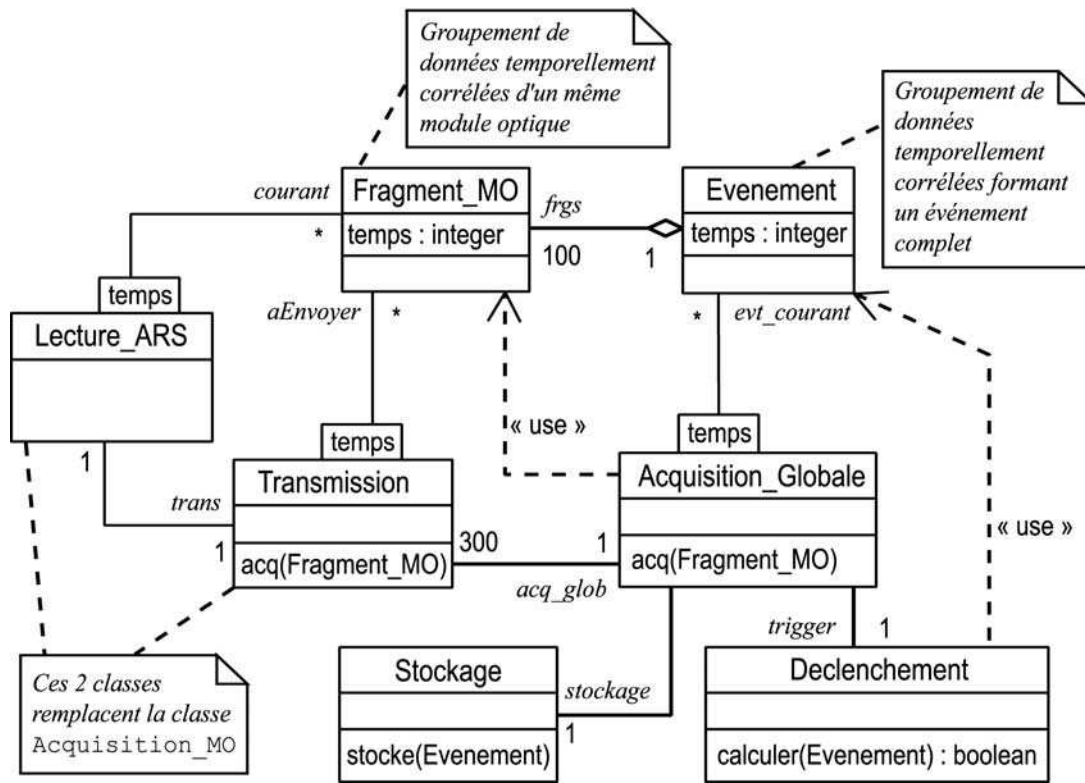 Groupement de
données temporellement
corrélées d'un même
module optique
Groupement de
données
temporellement
corrélées formant
un événement
complet
courant
*
Fragment_MO
temps : integer
frgs
100
1
Evenement
temps : integer
temps
Lecture_ARS
aEnvoyer
*
*
evt_courant
« use »
« use »
temps
Transmission
acq(Fragment_MO)
1
trans
1
temps
Acquisition_Globale
acq(Fragment_MO)
300
1
acq_glob
trigger
1
Ces 2 classes
remplacent la classe
Acquisition_MO
Stockage
stocke(Evenement)
stockage
1
Declenchement
calculer(Evenement) : boolean